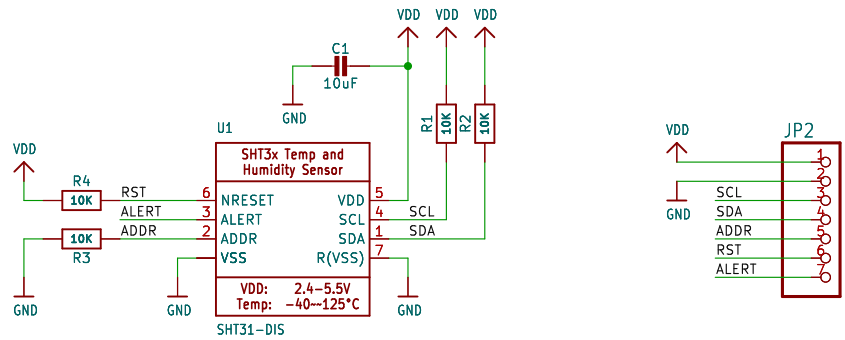 VDD VDD VDD
C1
10uF
GND
R1 10K
R2 10K
U1
SHT3x Temp and
Humidity Sensor
VDD
R4
10K
RST
6 NRESET
VDD 5
ALERT
3 ALERT
SCL 4
SCL
10K
R3
ADDR
2 ADDR
SDA 1
SDA
VSS
R(VSS) 7
GND
GND
GND
VDD: 2.4-5.5V
Temp: -40~~125°C
SHT31-DIS
JP2
VDD
1
2
GND
SCL 3
SDA 4
ADDR 5
RST 6
ALERT 7